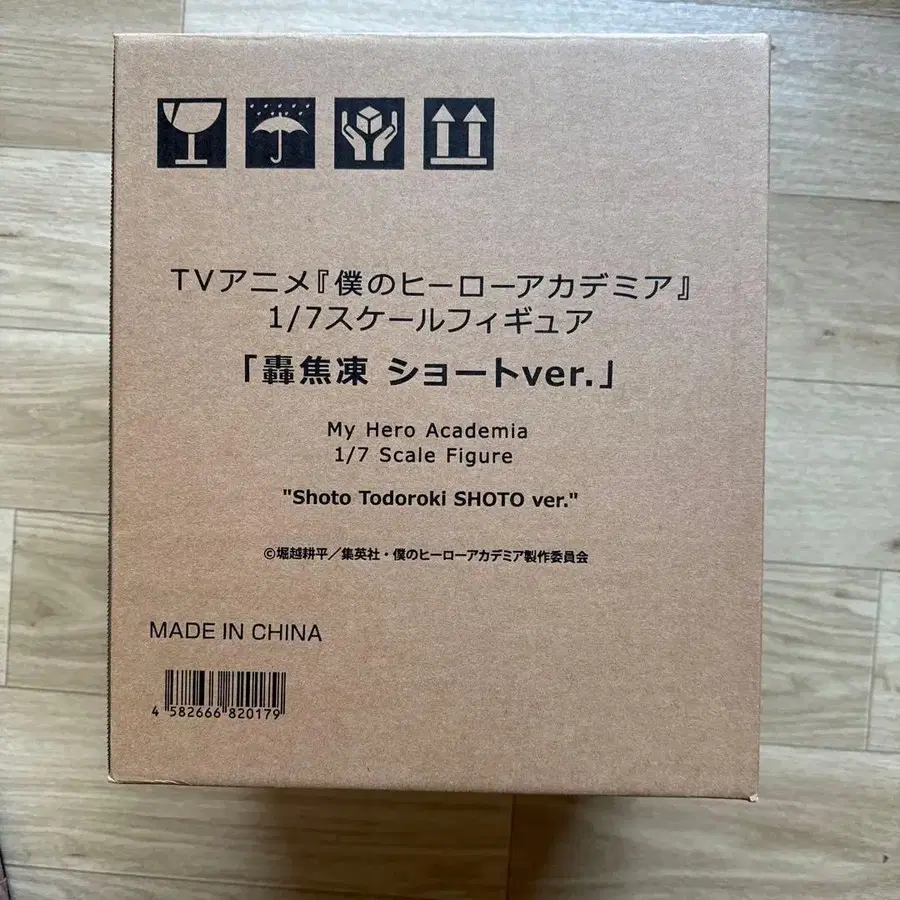 TVアニメ『僕のヒーローアカデミア』
1/7スケールフィギュア
「轟焦凍 ショートver.」
My Hero Academia
1/7 Scale Figure
"Shoto Todoroki SHOTO ver."
©堀越耕平／集英社・僕のヒーローアカデミア製作委員会
MADE IN CHINA
4 582666 820179